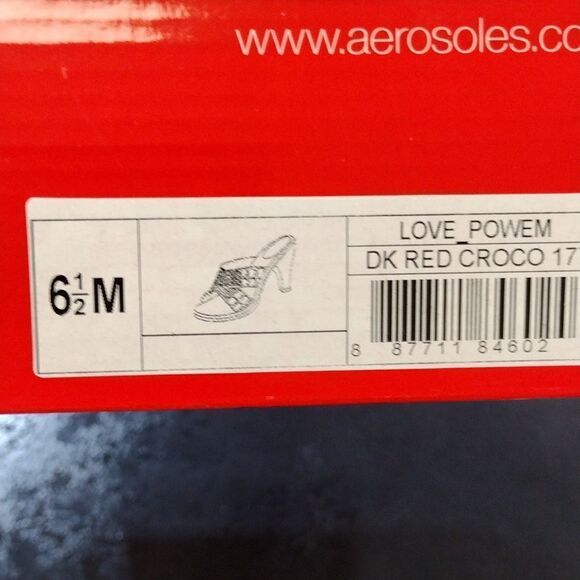 www.aerosoles.co
6½M
LOVE_POWEM
DK RED CROCO 17
8 87711 84602